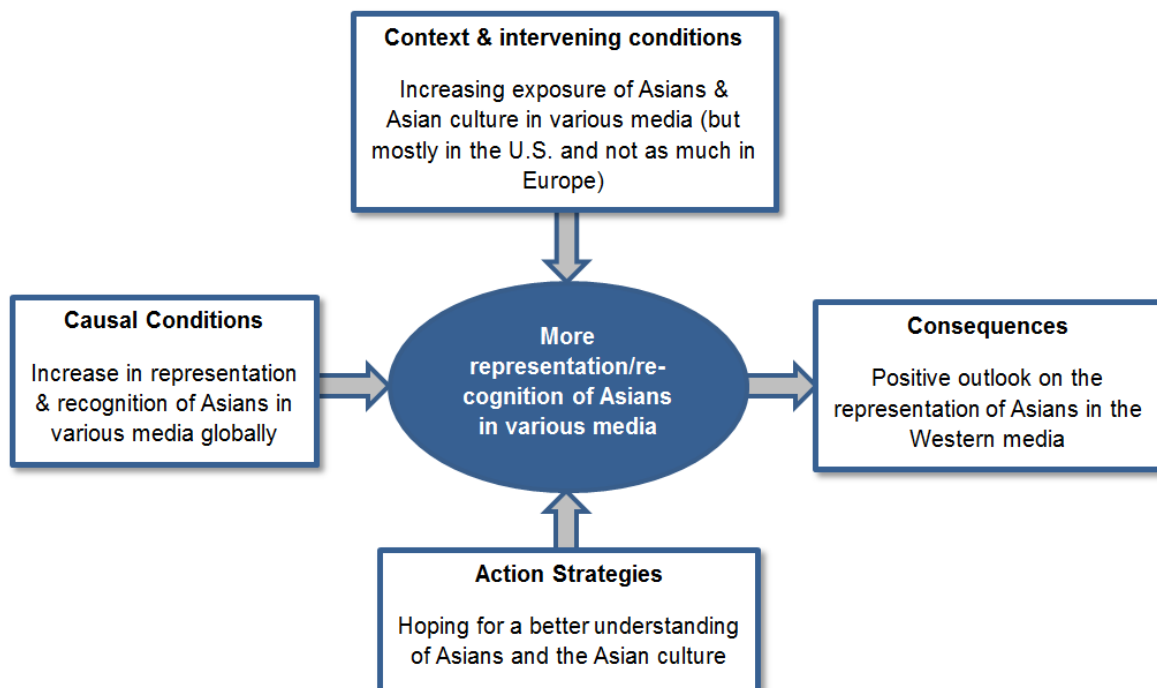 Context & intervening conditions
Increasing exposure of Asians &
Asian culture in various media (but
mostly in the U.S. and not as much in
Europe)
Causal Conditions
Increase in representation
& recognition of Asians in
various media globally
More
representation/re-
cognition of Asians
in various media
Consequences
Positive outlook on the
representation of Asians in the
Western media
Action Strategies
Hoping for a better understanding
of Asians and the Asian culture